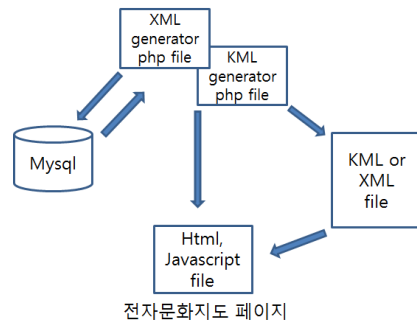 XML
generator
php file
KML
generator
php file
Mysql
KML or
XML
file
Html,
Javascript
file
전자문화지도 페이지